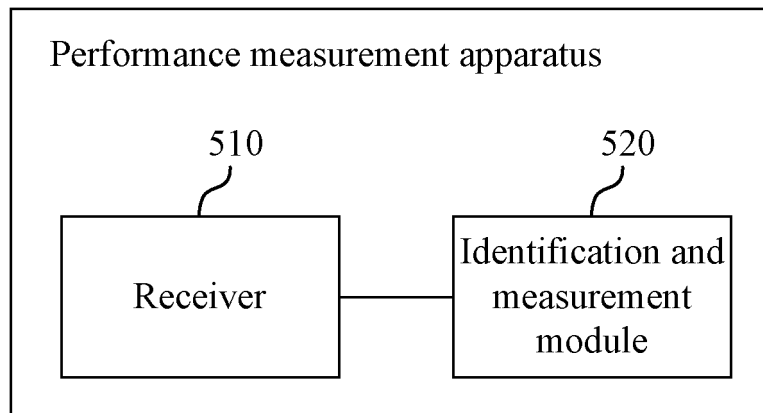 Performance measurement apparatus
510
520
Receiver
Identification and
measurement
module